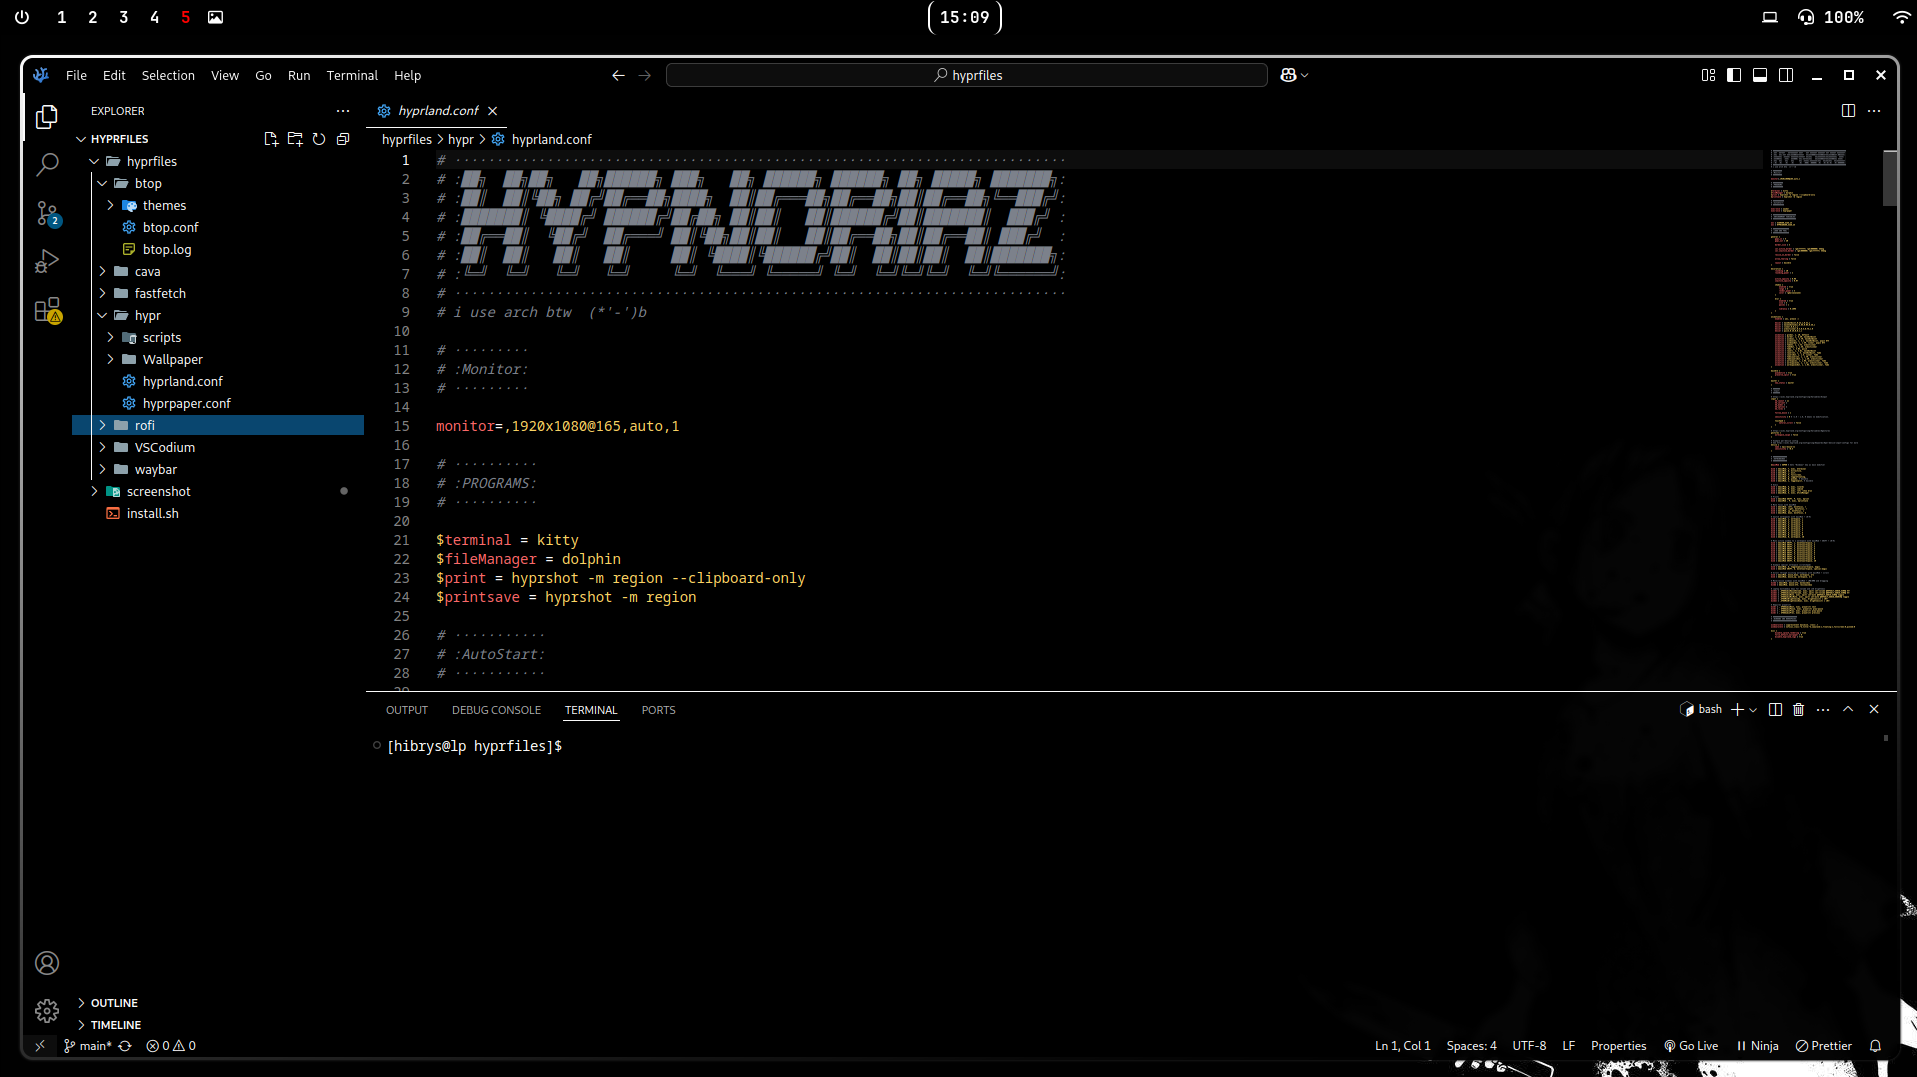 1 2 3 4 5
15:09
100%
File Edit Selection View Go Run Terminal Help
hyprfiles
EXPLORER
HYPRFILES
hyprfiles
btop
themes
btop.conf
btop.log
cava
fastfetch
hypr
scripts
Wallpaper
hyprland.conf
hyprpaper.conf
rofi
VSCodium
waybar
screenshot
install.sh
OUTLINE
TIMELINE
2
hyprland.conf
hyprfiles > hypr > hyprland.conf
1 # ·········································································
2 #
3 #
4 #
5 #
6 #
7 #
8 # ·········································································
9 # i use arch btw  (*'-')b
10
11 # ·········
12 # :Monitor:
13 # ·········
14
15 monitor=,1920x1080@165,auto,1
16
17 # ··········
18 # :PROGRAMS:
19 # ··········
20
21 $terminal = kitty
22 $fileManager = dolphin
23 $print = hyprshot -m region --clipboard-only
24 $printsave = hyprshot -m region
25
26 # ···········
27 # :AutoStart:
28 # ···········
29
OUTPUT DEBUG CONSOLE TERMINAL PORTS
bash
[hibrys@lp hyprfiles]$
main* 0 0
Ln 1, Col 1 Spaces: 4 UTF-8 LF Properties Go Live Ninja Prettier